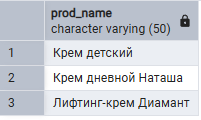 prod_name
character varying (50)
1 Крем детский
2 Крем дневной Наташа
3 Лифтинг-крем Диамант